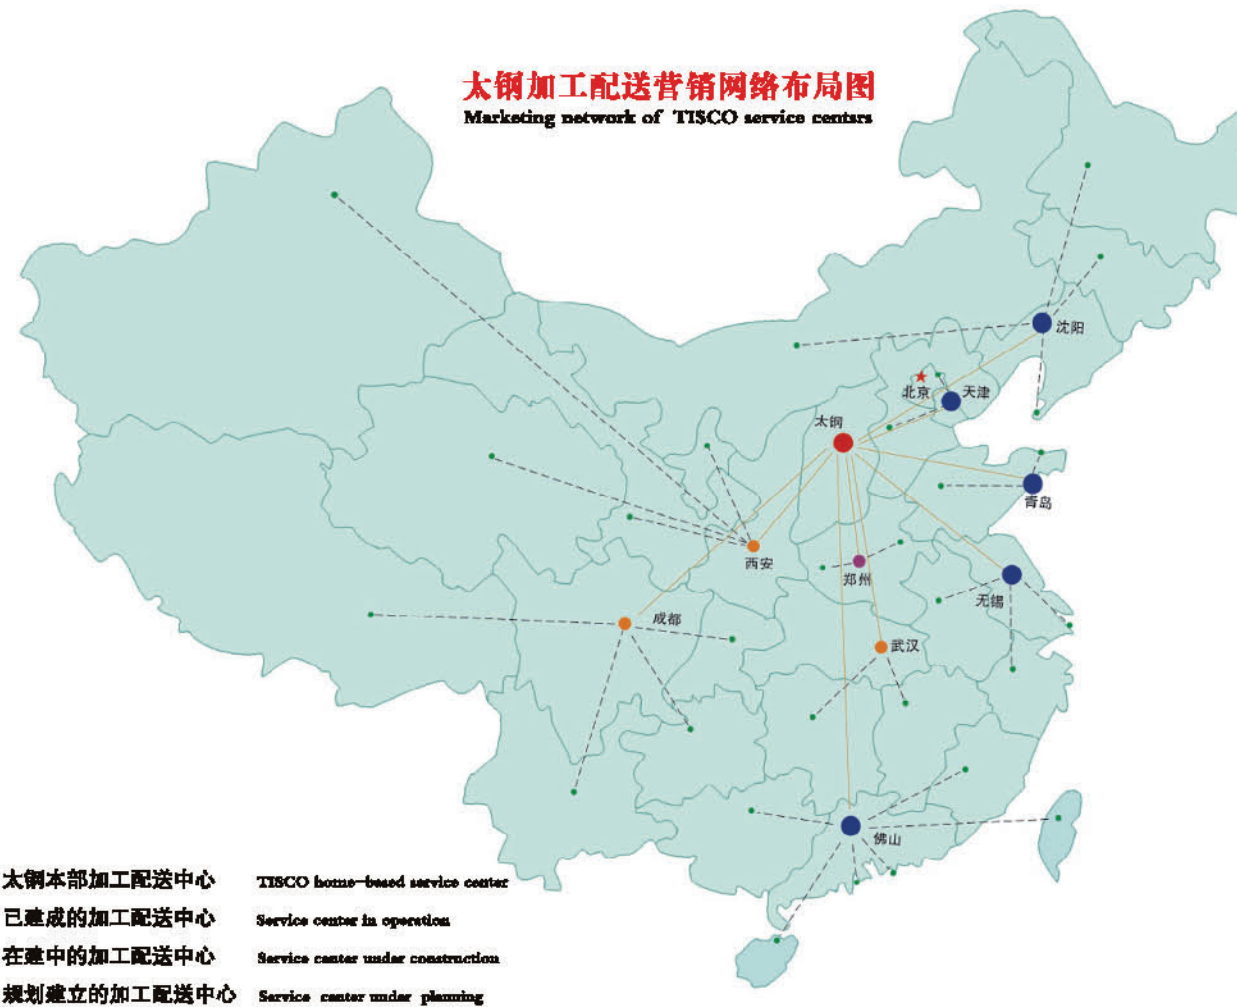 太钢加工配送营销网络布局图
Marketing network of TISCO service centsrs
沈阳
北京
天津
太钢
青岛
西安
郑州
无锡
成都
武汉
佛山
太钢本部加工配送中心 TISCO home-based service center
已建成的加工配送中心 Service center in operation
在建中的加工配送中心 Service center under construction
规划建立的加工配送中心 Service center under planning